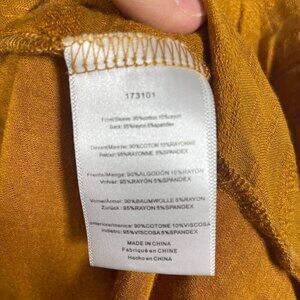 173101
Front/Sleeve: 90%cotton 10%rayon
Back: 95%rayon 5%spandex
Devant/Manche: 90%COTON 10%RAYONNE
Retour: 95%RAYONNE 5%SPANDEX
Frente/Manga: 90%ALGODÓN 10%RAYÓN
Volver: 95%RAYON 5%SPANDEX
Vorne/Ärmel: 90%BAUMWOLLE 5%RAYON
Zurück: 95%RAYON 5%SPANDEX
anteriore/manica: 90%COTONE 10%VISCOSA
indietro: 95%VISCOSA 5%SPANDEX
MADE IN CHINA
Fabriqué en CHINE
Hecho en CHINA